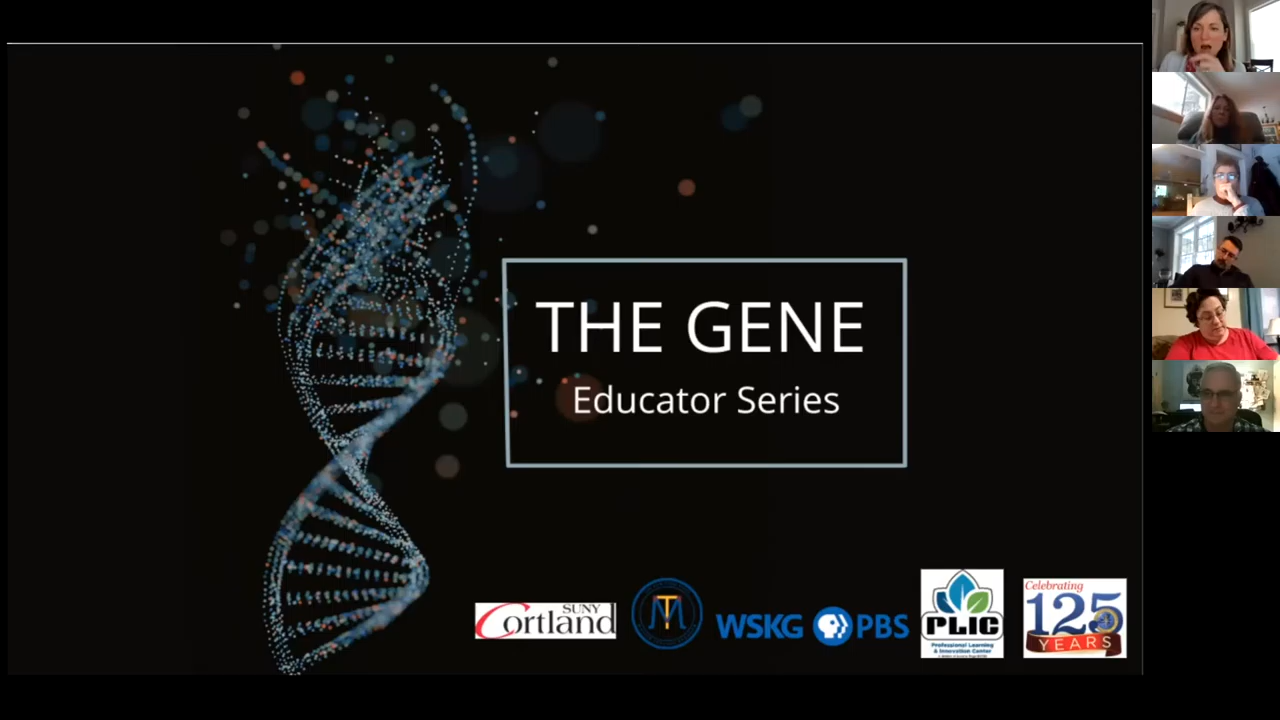 THE GENE
Educator Series
SUNY
Cortland
WSKG PBS
PLIC
Professional Learning
& Innovation Center
Celebrating
125
YEARS